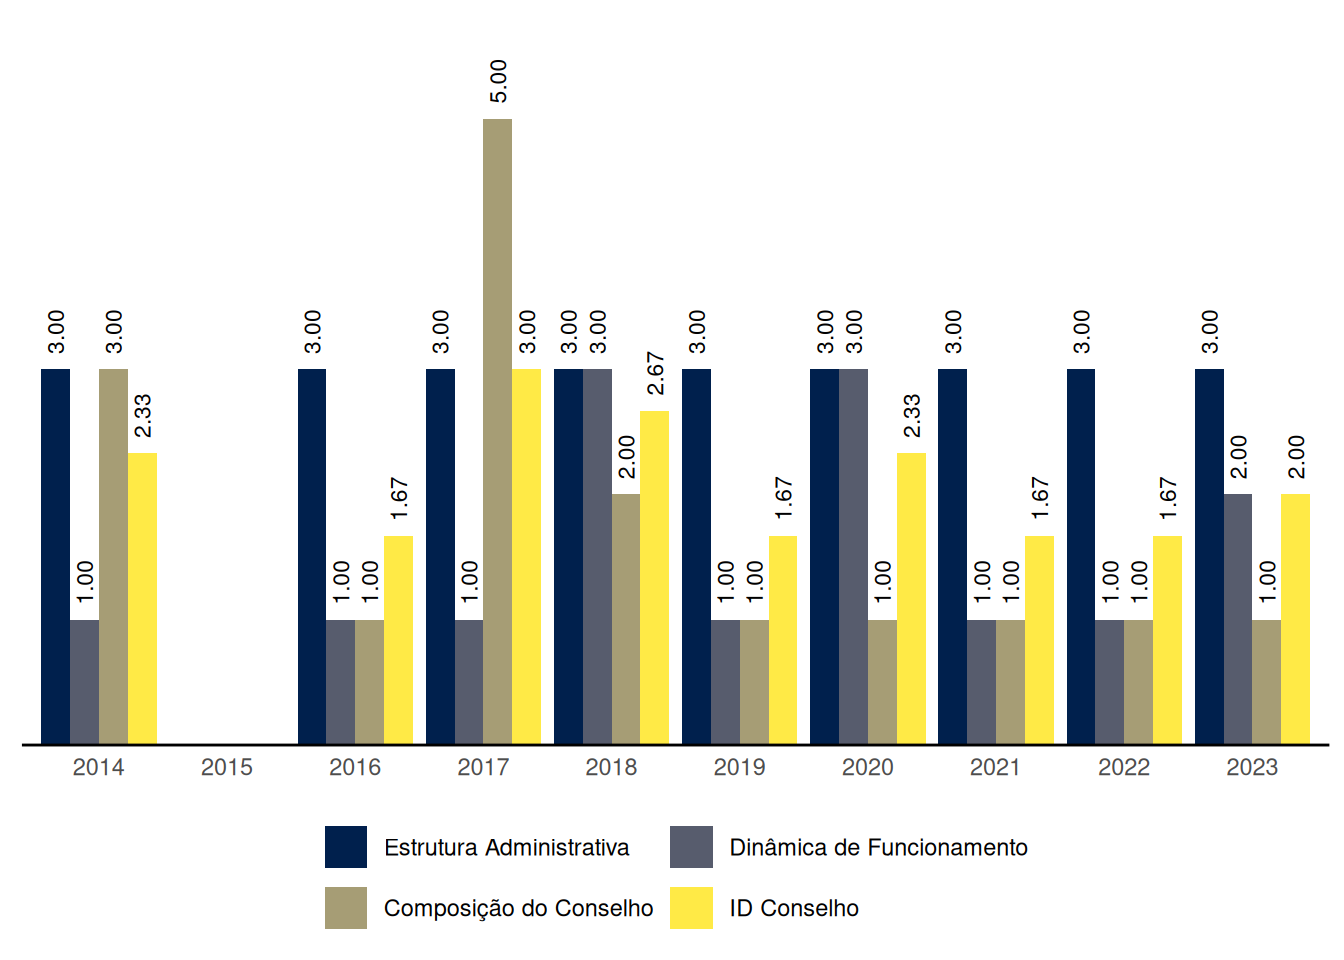 5.00
3.00 3.00 3.00 3.00 3.00 3.00 3.00 3.00 3.00 3.00 3.00 3.00 3.00
2.67
2.33 2.33
2.00 2.00 2.00
1.67 1.67 1.67 1.67
1.00 1.00 1.00 1.00 1.00 1.00 1.00 1.00 1.00 1.00 1.00 1.00
2014 2015 2016 2017 2018 2019 2020 2021 2022 2023
Estrutura Administrativa Dinâmica de Funcionamento
Composição do Conselho ID Conselho